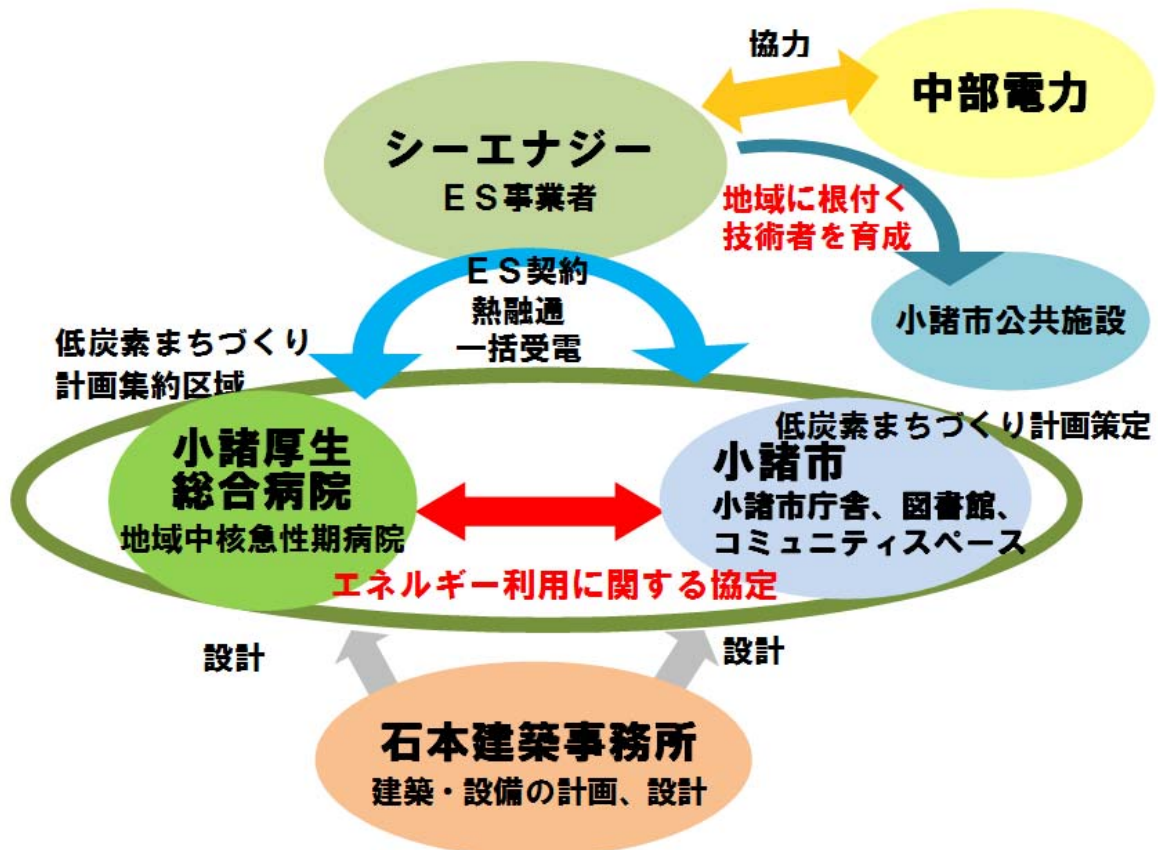 協力
中部電力
シーエナジー
ＥＳ事業者
地域に根付く
技術者を育成
小諸市公共施設
ＥＳ契約
熱融通
一括受電
低炭素まちづくり
計画集約区域
低炭素まちづくり計画策定
小諸厚生
総合病院
地域中核急性期病院
小諸市
小諸市庁舎、図書館、
コミュニティスペース
エネルギー利用に関する協定
設計
設計
石本建築事務所
建築・設備の計画、設計